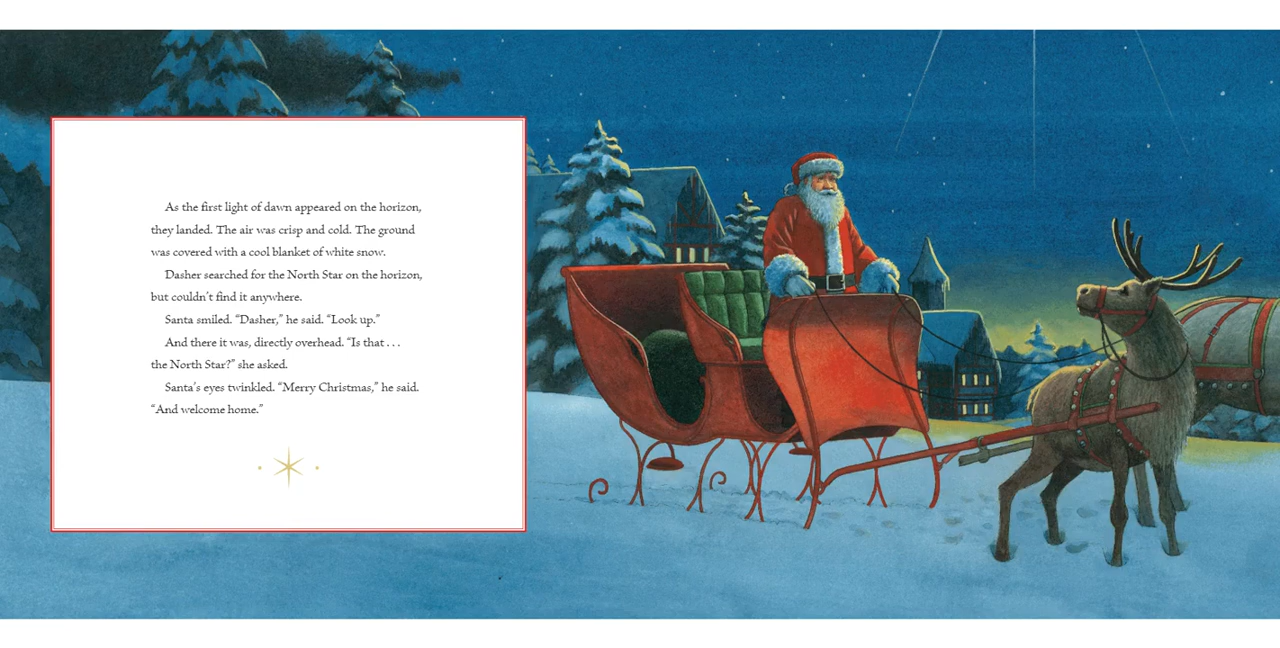 As the first light of dawn appeared on the horizon,
they landed. The air was crisp and cold. The ground
was covered with a cool blanket of white snow.
Dasher searched for the North Star on the horizon,
but couldn’t find it anywhere.
Santa smiled. “Dasher,” he said. “Look up.”
And there it was, directly overhead. “Is that . . .
the North Star?” she asked.
Santa’s eyes twinkled. “Merry Christmas,” he said.
“And welcome home.”